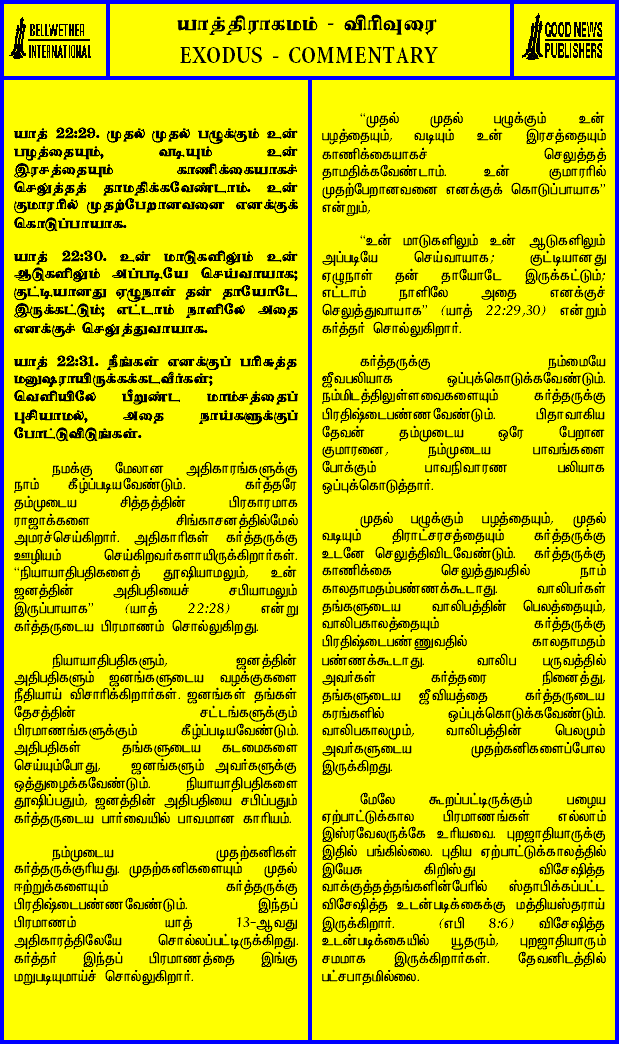 BELLWETHER
INTERNATIONAL
யாத்திராகமம் - விரிவுரை
EXODUS - COMMENTARY
GOOD NEWS
PUBLISHERS
யாத் 22:29. முதல் முதல் பழுக்கும் உன்
பழத்தையும், வடியும் உன்
இரசத்தையும் காணிக்கையாகச்
செலுத்தத் தாமதிக்கவேண்டாம். உன்
குமாரரில் முதற்பேறானவனை எனக்குக்
கொடுப்பாயாக.
யாத் 22:30. உன் மாடுகளிலும் உன்
ஆடுகளிலும் அப்படியே செய்வாயாக;
குட்டியானது ஏழுநாள் தன் தாயோடே
இருக்கட்டும்; எட்டாம் நாளிலே அதை
எனக்குச் செலுத்துவாயாக.
யாத் 22:31. நீங்கள் எனக்குப் பரிசுத்த
மனுஷராயிருக்கக்கடவீர்கள்;
வெளியிலே பீறுண்ட மாம்சத்தைப்
புசியாமல், அதை நாய்களுக்குப்
போட்டுவிடுங்கள்.
நமக்கு மேலான அதிகாரங்களுக்கு
நாம் கீழ்ப்படியவேண்டும். கர்த்தரே
தம்முடைய சித்தத்தின் பிரகாரமாக
ராஜாக்களை சிங்காசனத்தில்மேல்
அமரச்செய்கிறார். அதிகாரிகள் கர்த்தருக்கு
ஊழியம் செய்கிறவர்களாயிருக்கிறார்கள்.
“நியாயாதிபதிகளைத் தூஷியாமலும், உன்
ஜனத்தின் அதிபதியைச் சபியாமலும்
இருப்பாயாக” (யாத் 22:28) என்று
கர்த்தருடைய பிரமாணம் சொல்லுகிறது.
நியாயாதிபதிகளும், ஜனத்தின்
அதிபதிகளும் ஜனங்களுடைய வழக்குகளை
நீதியாய் விசாரிக்கிறார்கள். ஜனங்கள் தங்கள்
தேசத்தின் சட்டங்களுக்கும்
பிரமாணங்களுக்கும் கீழ்ப்படியவேண்டும்.
அதிபதிகள் தங்களுடைய கடமைகளை
செய்யும்போது, ஜனங்களும் அவர்களுக்கு
ஒத்துழைக்கவேண்டும். நியாயாதிபதிகளை
தூஷிப்பதும், ஜனத்தின் அதிபதியை சபிப்பதும்
கர்த்தருடைய பார்வையில் பாவமான காரியம்.
நம்முடைய முதற்கனிகள்
கர்த்தருக்குரியது. முதற்கனிகளையும் முதல்
ஈற்றுக்களையும் கர்த்தருக்கு
பிரதிஷ்டைபண்ணவேண்டும். இந்தப்
பிரமாணம் யாத் 13-ஆவது
அதிகாரத்திலேயே சொல்லப்பட்டிருக்கிறது.
கர்த்தர் இந்தப் பிரமாணத்தை இங்கு
மறுபடியுமாய்ச் சொல்லுகிறார்.
“முதல் முதல் பழுக்கும் உன்
பழத்தையும், வடியும் உன் இரசத்தையும்
காணிக்கையாகச் செலுத்தத்
தாமதிக்கவேண்டாம். உன் குமாரரில்
முதற்பேறானவனை எனக்குக் கொடுப்பாயாக”
என்றும்,
“உன் மாடுகளிலும் உன் ஆடுகளிலும்
அப்படியே செய்வாயாக; குட்டியானது
ஏழுநாள் தன் தாயோடே இருக்கட்டும்;
எட்டாம் நாளிலே அதை எனக்குச்
செலுத்துவாயாக” (யாத் 22:29,30) என்றும்
கர்த்தர் சொல்லுகிறார்.
கர்த்தருக்கு நம்மையே
ஜீவபலியாக ஒப்புக்கொடுக்கவேண்டும்.
நம்மிடத்திலுள்ளவைகளையும் கர்த்தருக்கு
பிரதிஷ்டைபண்ணவேண்டும். பிதாவாகிய
தேவன் தம்முடைய ஒரே பேறான
குமாரனை, நம்முடைய பாவங்களை
போக்கும் பாவநிவாரண பலியாக
ஒப்புக்கொடுத்தார்.
முதல் பழுக்கும் பழத்தையும், முதல்
வடியும் திராட்சரசத்தையும் கர்த்தருக்கு
உடனே செலுத்திவிடவேண்டும். கர்த்தருக்கு
காணிக்கை செலுத்துவதில் நாம்
காலதாமதம்பண்ணக்கூடாது. வாலிபர்கள்
தங்களுடைய வாலிபத்தின் பெலத்தையும்,
வாலிபகாலத்தையும் கர்த்தருக்கு
பிரதிஷ்டைபண்ணுவதில் காலதாமதம்
பண்ணக்கூடாது. வாலிப பருவத்தில்
அவர்கள் கர்த்தரை நினைத்து,
தங்களுடைய ஜீவியத்தை கர்த்தருடைய
கரங்களில் ஒப்புக்கொடுக்கவேண்டும்.
வாலிபகாலமும், வாலிபத்தின் பெலமும்
அவர்களுடைய முதற்கனிகளைப்போல
இருக்கிறது.
மேலே கூறப்பட்டிருக்கும் பழைய
ஏற்பாட்டுக்கால பிரமாணங்கள் எல்லாம்
இஸ்ரவேலருக்கே உரியவை. புறஜாதியாருக்கு
இதில் பங்கில்லை. புதிய ஏற்பாட்டுக்காலத்தில்
இயேசு கிறிஸ்து விசேஷித்த
வாக்குத்தத்தங்களின்பேரில் ஸ்தாபிக்கப்பட்ட
விசேஷித்த உடன்படிக்கைக்கு மத்தியஸ்தராய்
இருக்கிறார். (எபி 8:6) விசேஷித்த
உடன்படிக்கையில் யூதரும், புறஜாதியாரும்
சமமாக இருக்கிறார்கள். தேவனிடத்தில்
பட்சபாதமில்லை.